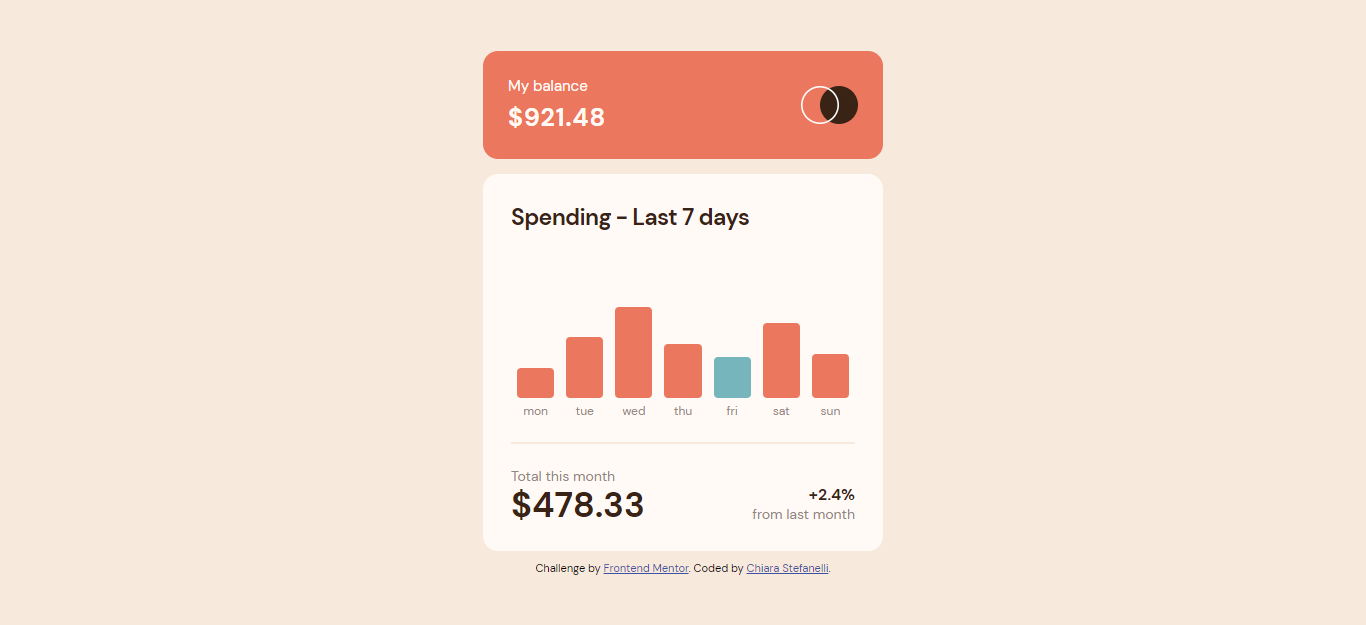 My balance
$921.48
Spending - Last 7 days
mon tue wed thu fri sat sun
Total this month
$478.33
+2.4%
from last month
Challenge by Frontend Mentor. Coded by Chiara Stefanelli.